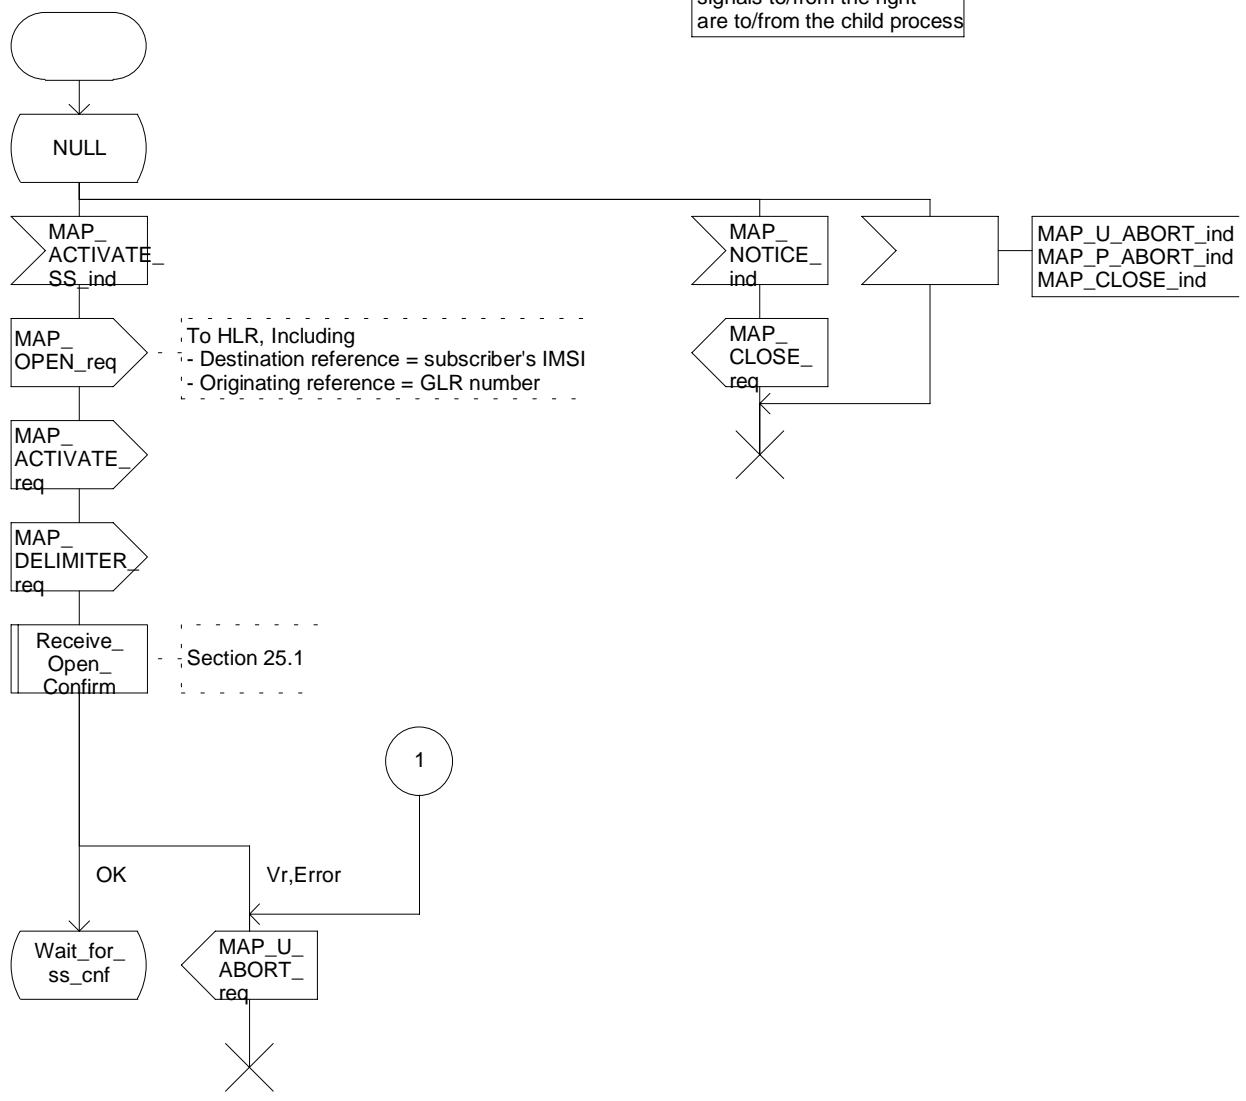 signals to/from the right
are to/from the child process
NULL
MAP_
ACTIVATE_
SS_ind
MAP_
NOTICE_
ind
MAP_U_ABORT_ind
MAP_P_ABORT_ind
MAP_CLOSE_ind
MAP_
OPEN_req
To HLR, Including
- Destination reference = subscriber's IMSI
- Originating reference = GLR number
MAP_
CLOSE_
req
MAP_
ACTIVATE_
req
MAP_
DELIMITER_
req
Receive_
Open_
Confirm
Section 25.1
1
OK
Vr,Error
Wait_for_
ss_cnf
MAP_U_
ABORT_
req